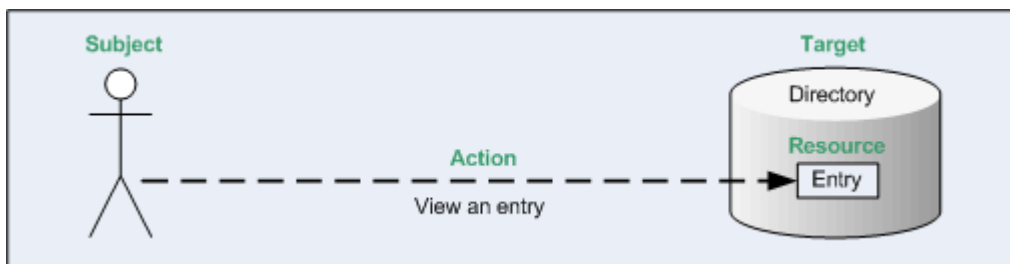 Subject
Target
Directory
Resource
Entry
Action
View an entry